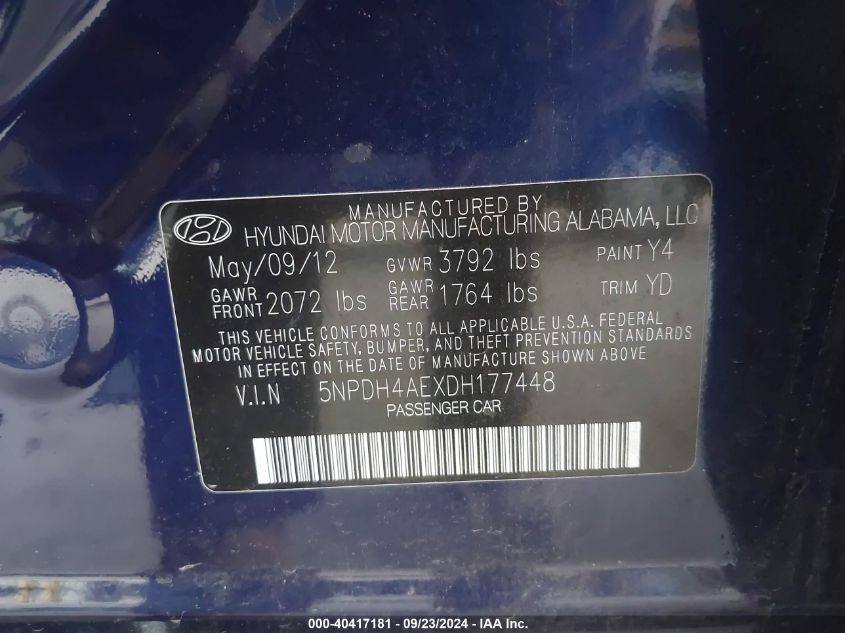 MANUFACTURED BY
HYUNDAI MOTOR MANUFACTURING ALABAMA, LLC
May/09/12 GVWR 3792 lbs PAINT Y4
GAWR FRONT 2072 lbs GAWR REAR 1764 lbs TRIM YD
THIS VEHICLE CONFORMS TO ALL APPLICABLE U.S.A. FEDERAL
MOTOR VEHICLE SAFETY, BUMPER, AND THEFT PREVENTION STANDARDS
IN EFFECT ON THE DATE OF MANUFACTURE SHOWN ABOVE
V.I.N 5NPDH4AEXDH177448
PASSENGER CAR
000-40417181 - 09/23/2024 - IAA Inc.